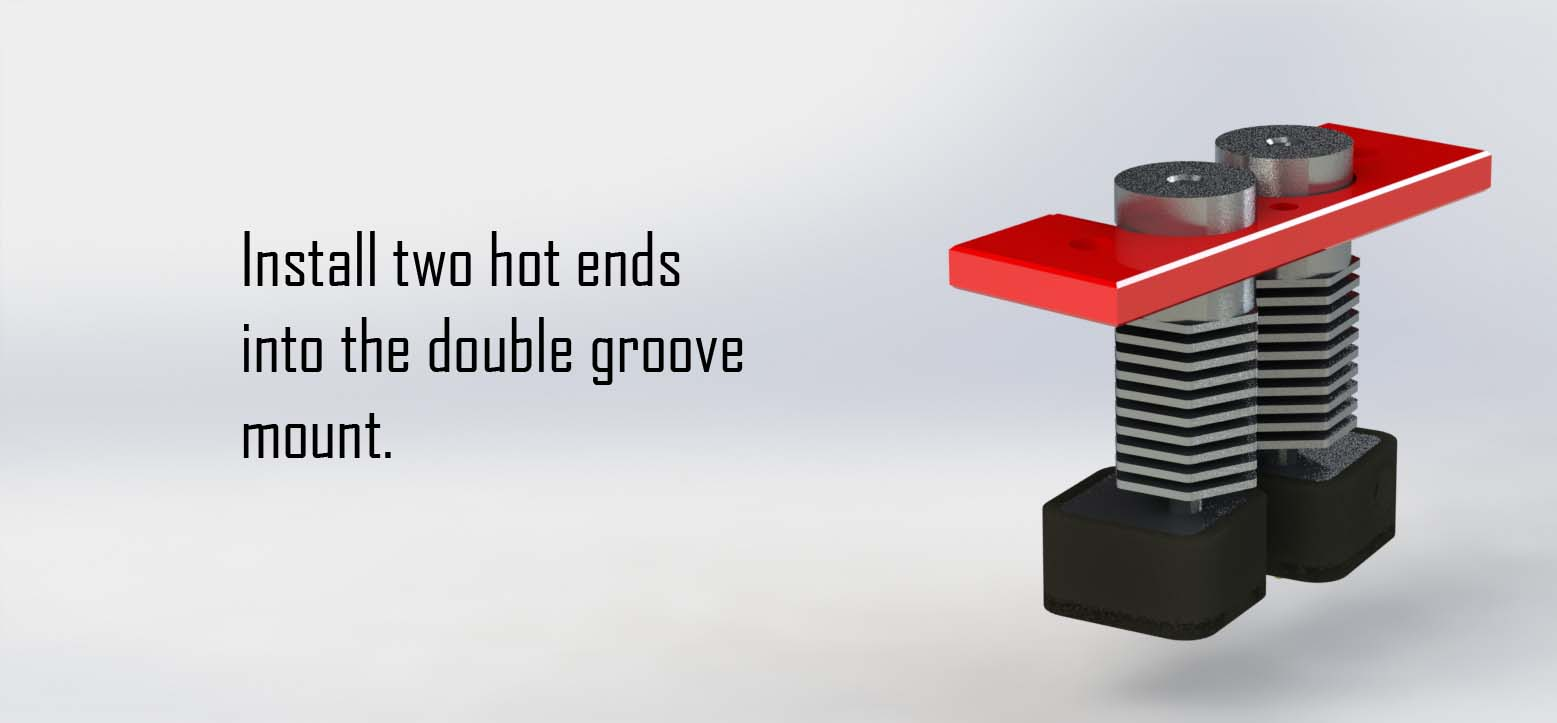 Install two hot ends
into the double groove
mount.